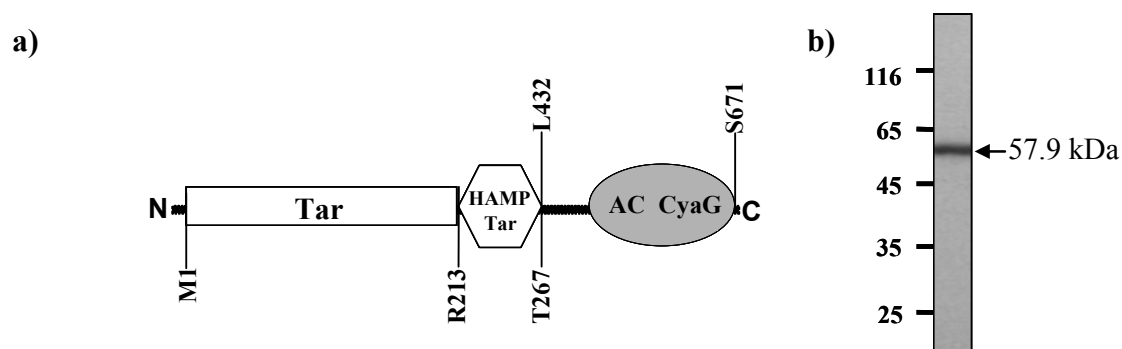 a)
N
Tar
HAMP
Tar
AC CyaG
C
L432
S671
M1
R213
T267
b)
116
65
45
35
25
57.9 kDa